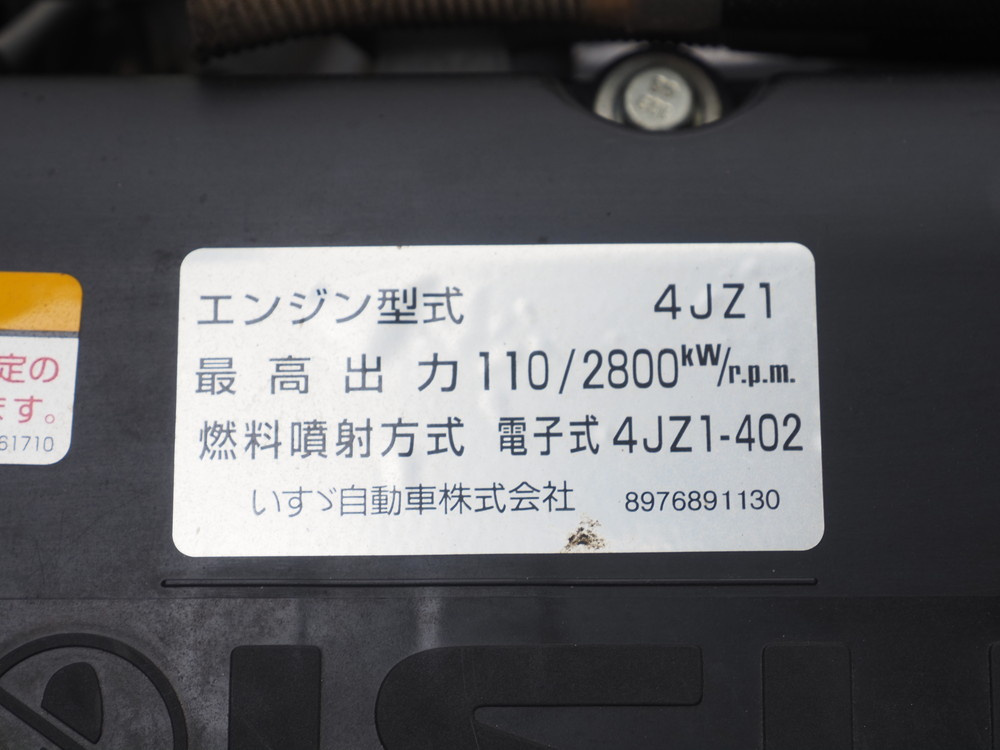 エンジン型式 4JZ1
最高出力 110/2800kW/r.p.m.
燃料噴射方式 電子式 4JZ1-402
いすゞ自動車株式会社 8976891130
定の
ます。
61710